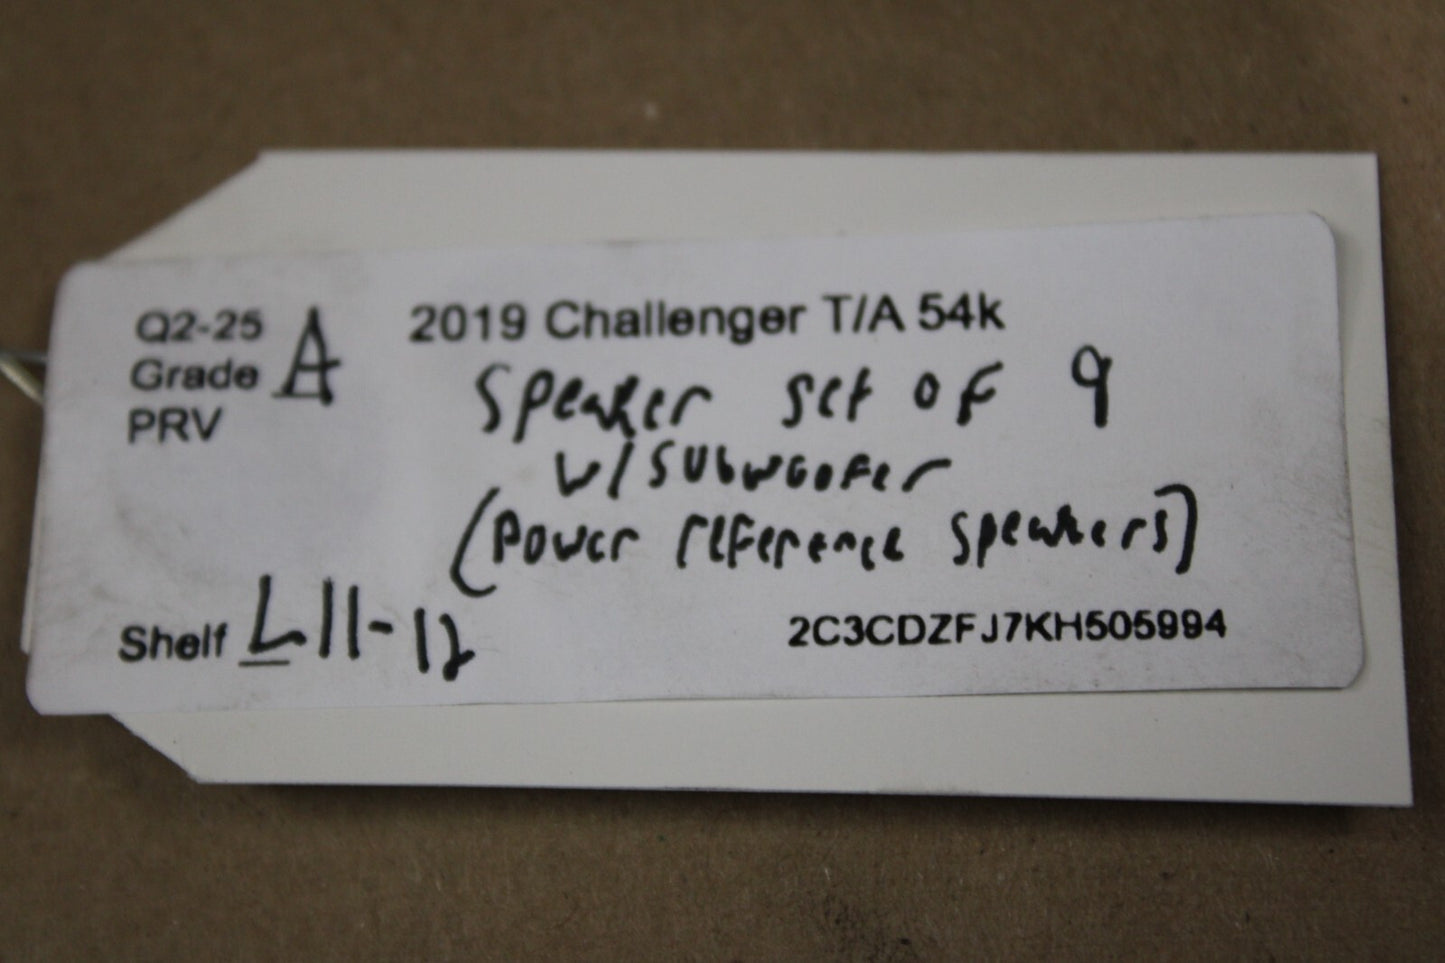 Q2-25
Grade A
PRV
2019 Challenger T/A 54k
Speaker set of 9
w/subwoofer
(Power reference speakers)
Shelf L11-12
2C3CDZFJ7KH505994